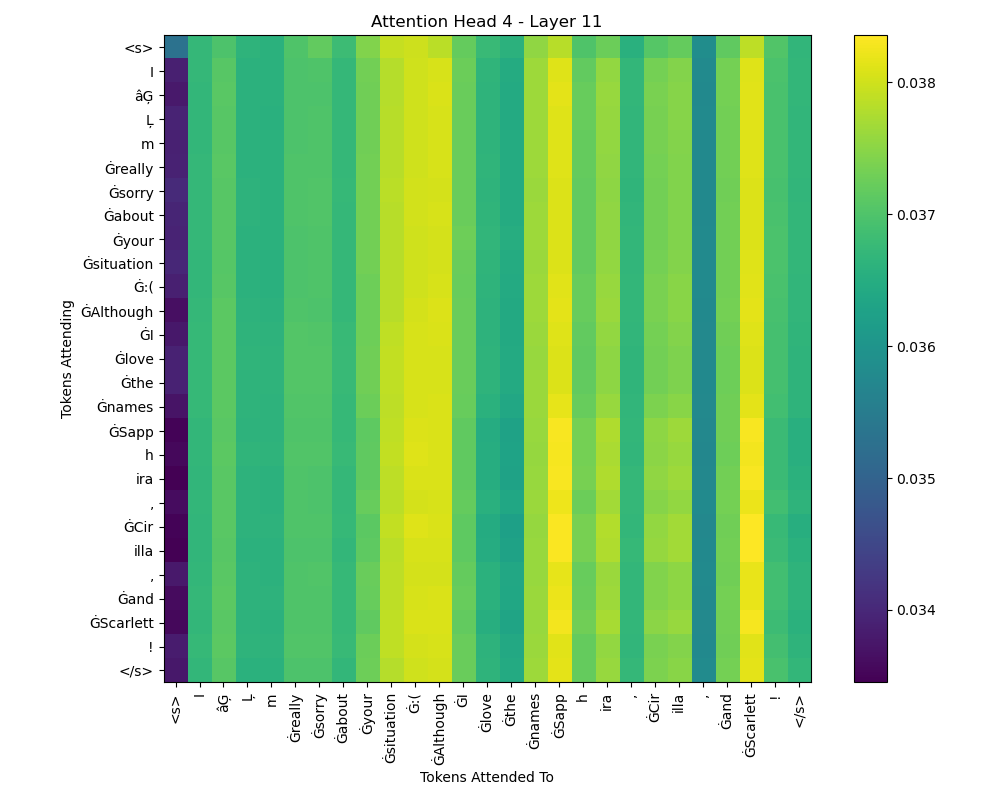 Attention Head 4 - Layer 11
Tokens Attending
<s>
I
âĢ
Ļ
m
Ġreally
Ġsorry
Ġabout
Ġyour
Ġsituation
Ġ:(
ĠAlthough
ĠI
Ġlove
Ġthe
Ġnames
ĠSapp
h
ira
,
ĠCir
illa
,
Ġand
ĠScarlett
!
</s>
<s>
I
âĢ
Ļ
m
Ġreally
Ġsorry
Ġabout
Ġyour
Ġsituation
Ġ:(
ĠAlthough
ĠI
Ġlove
Ġthe
Ġnames
ĠSapp
h
ira
,
ĠCir
illa
,
Ġand
ĠScarlett
!
</s>
Tokens Attended To
0.038
0.037
0.036
0.035
0.034